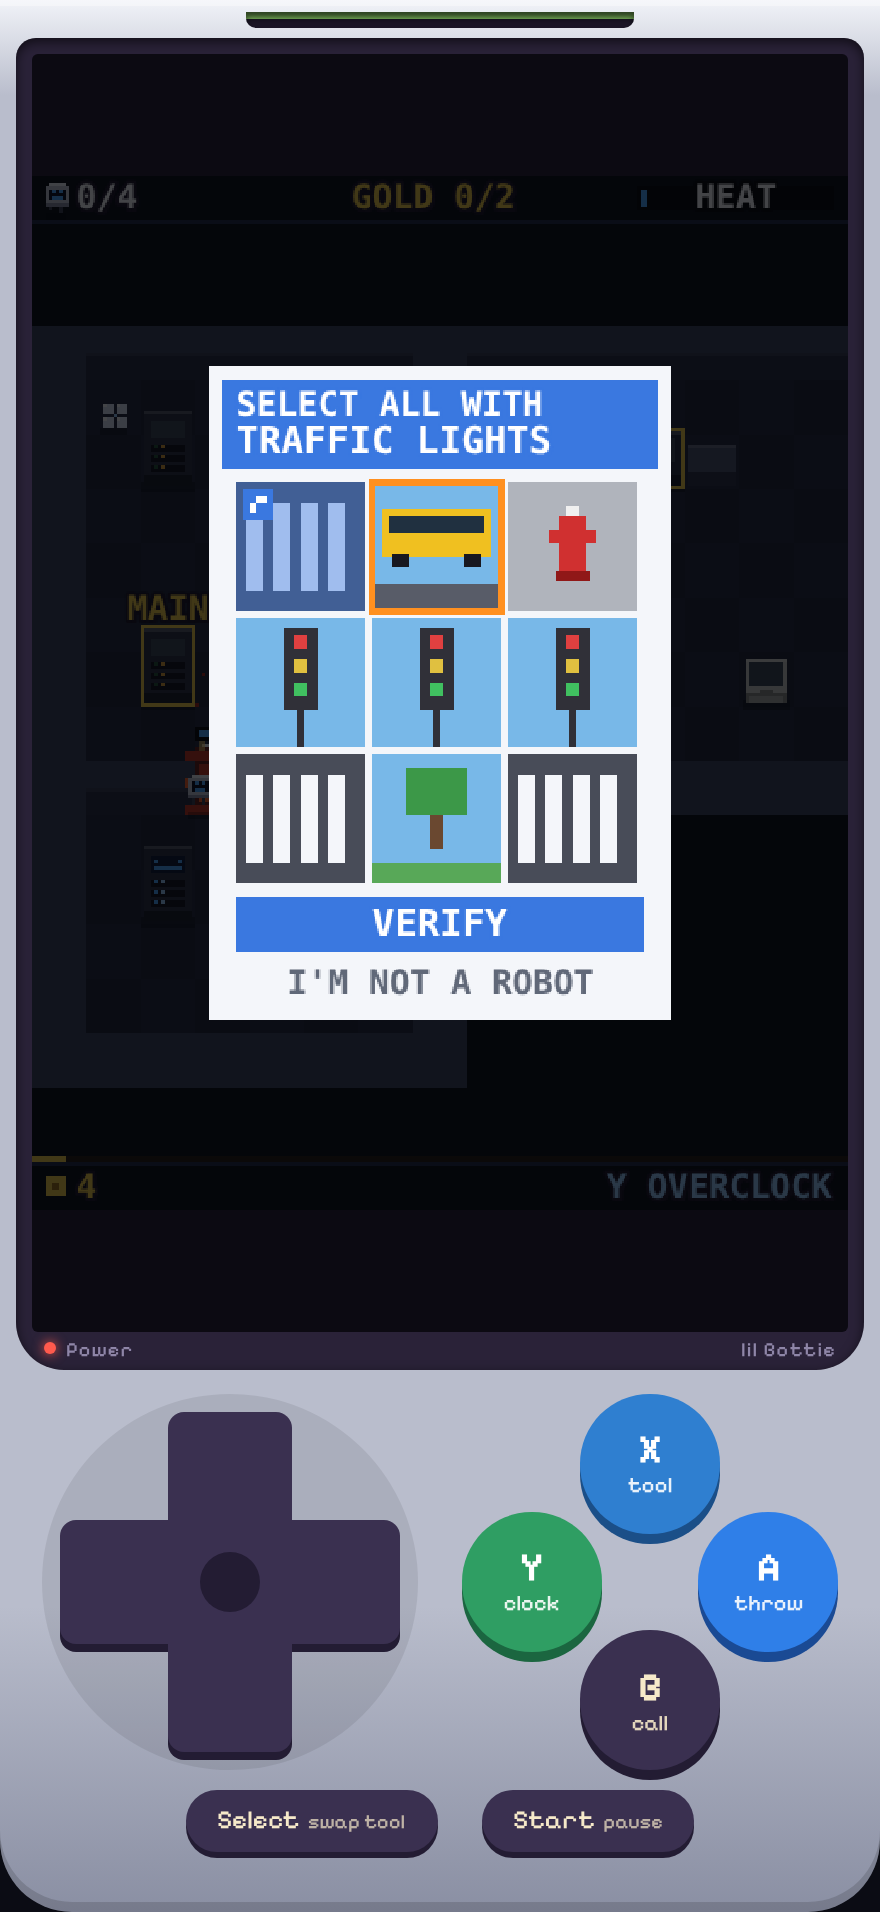 0/4 GOLD 0/2 HEAT
SELECT ALL WITH
TRAFFIC LIGHTS
MAIN
VERIFY
I'M NOT A ROBOT
4 Y OVERCLOCK
Power lil Bottie
X
tool
Y
clock
A
throw
B
call
Select swap tool Start pause